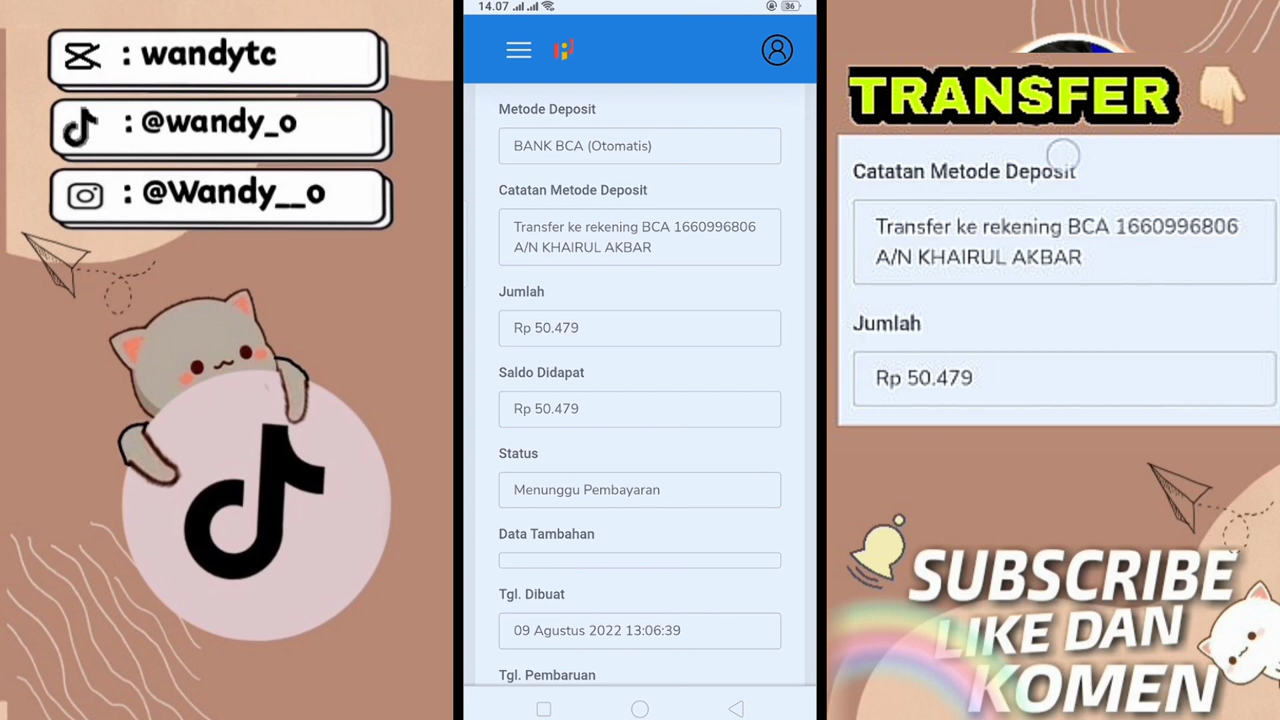 : wandytc
: @wandy_o
: @Wandy__o
14.07
36
Metode Deposit
BANK BCA (Otomatis)
Catatan Metode Deposit
Transfer ke rekening BCA 1660996806
A/N KHAIRUL AKBAR
Jumlah
Rp 50.479
Saldo Didapat
Rp 50.479
Status
Menunggu Pembayaran
Data Tambahan
Tgl. Dibuat
09 Agustus 2022 13:06:39
Tgl. Pembaruan
TRANSFER
Catatan Metode Deposit
Transfer ke rekening BCA 1660996806
A/N KHAIRUL AKBAR
Jumlah
Rp 50.479
SUBSCRIBE
LIKE DAN
KOMEN